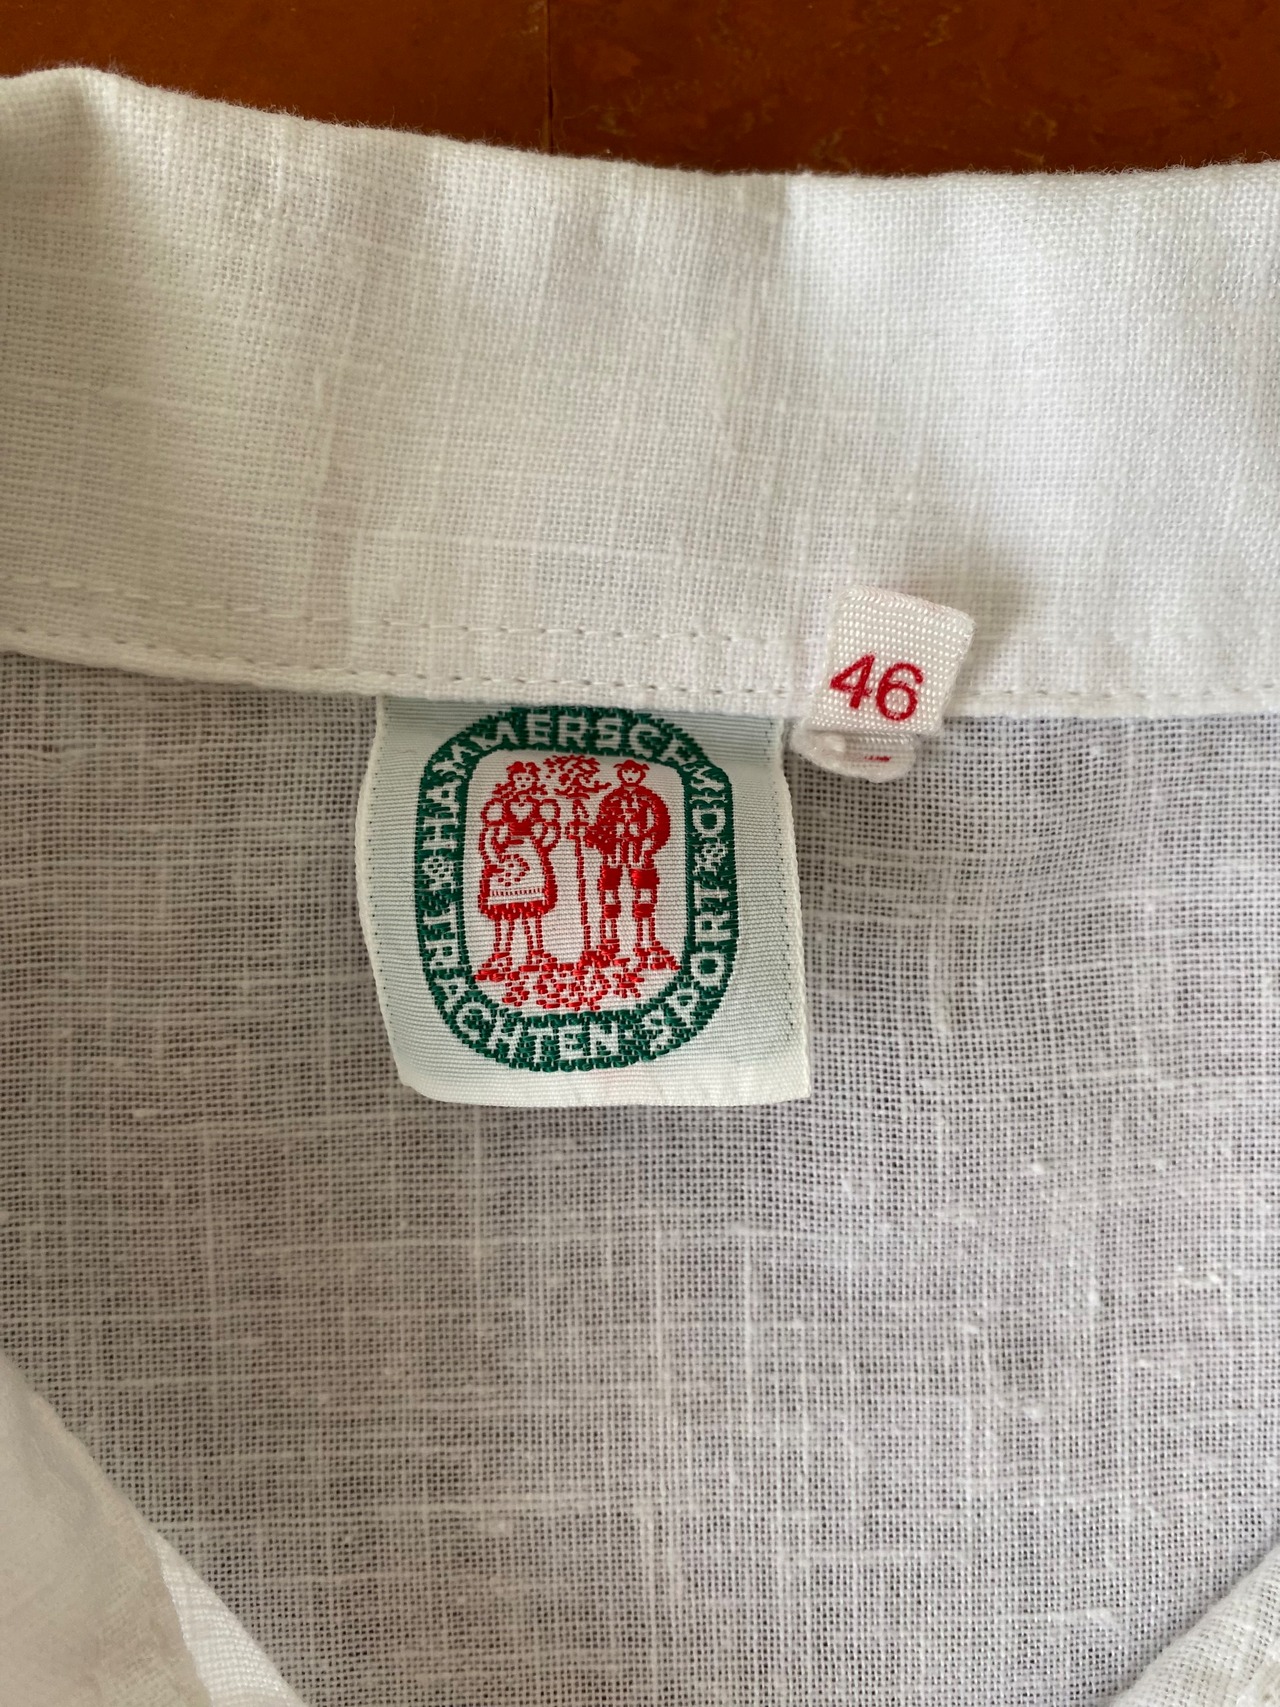 HAMMERSCHMID
TRACHTEN + SPORT
46